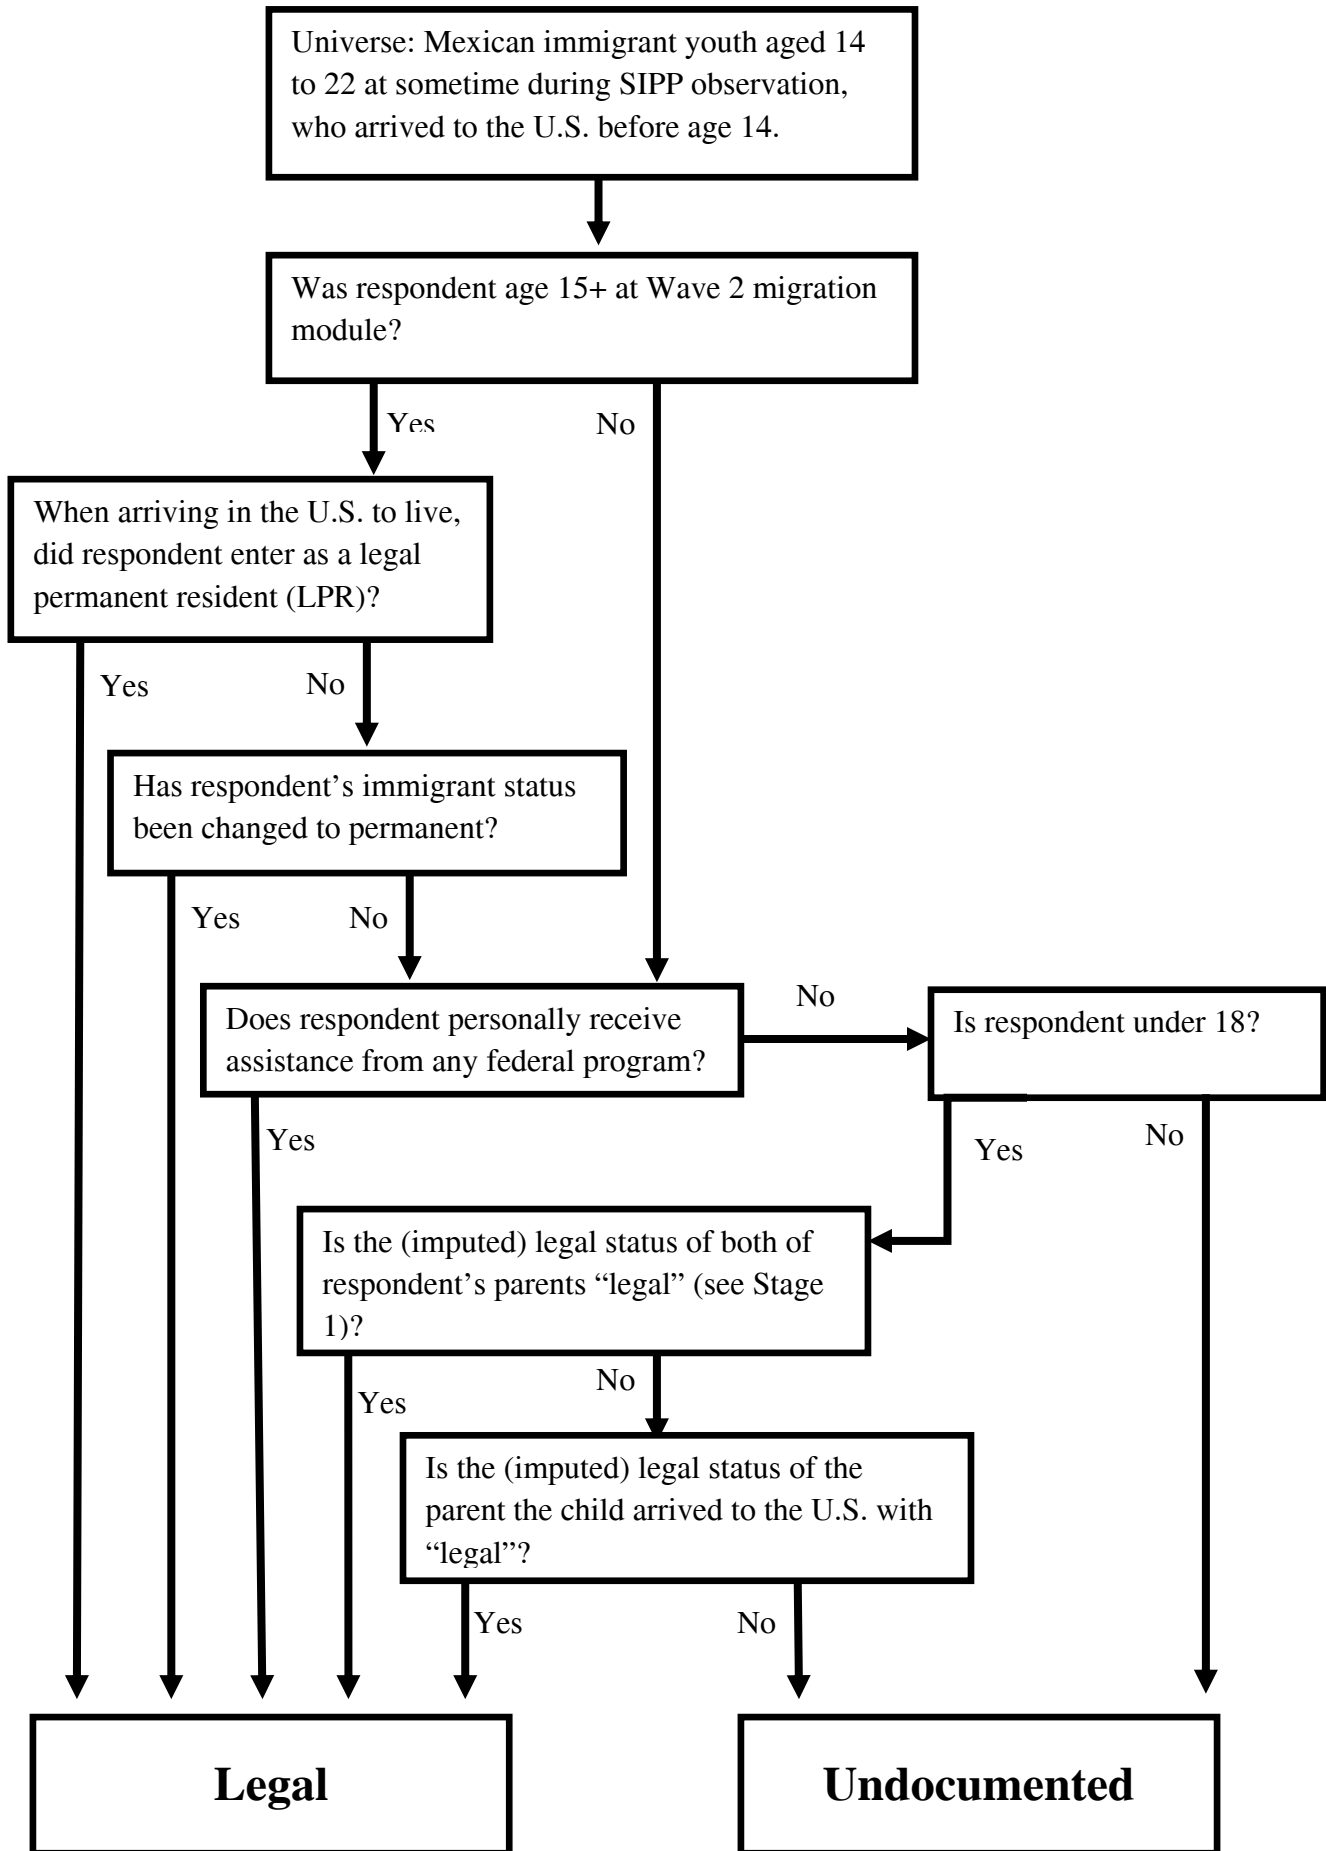 Universe: Mexican immigrant youth aged 14
to 22 at sometime during SIPP observation,
who arrived to the U.S. before age 14.
Was respondent age 15+ at Wave 2 migration
module?
Yes
No
When arriving in the U.S. to live,
did respondent enter as a legal
permanent resident (LPR)?
Yes
No
Has respondent’s immigrant status
been changed to permanent?
Yes
No
Does respondent personally receive
assistance from any federal program?
No
Is respondent under 18?
Yes
Yes
No
Is the (imputed) legal status of both of
respondent’s parents “legal” (see Stage
1)?
Yes
No
Is the (imputed) legal status of the
parent the child arrived to the U.S. with
“legal”?
Yes
No
Legal
Undocumented